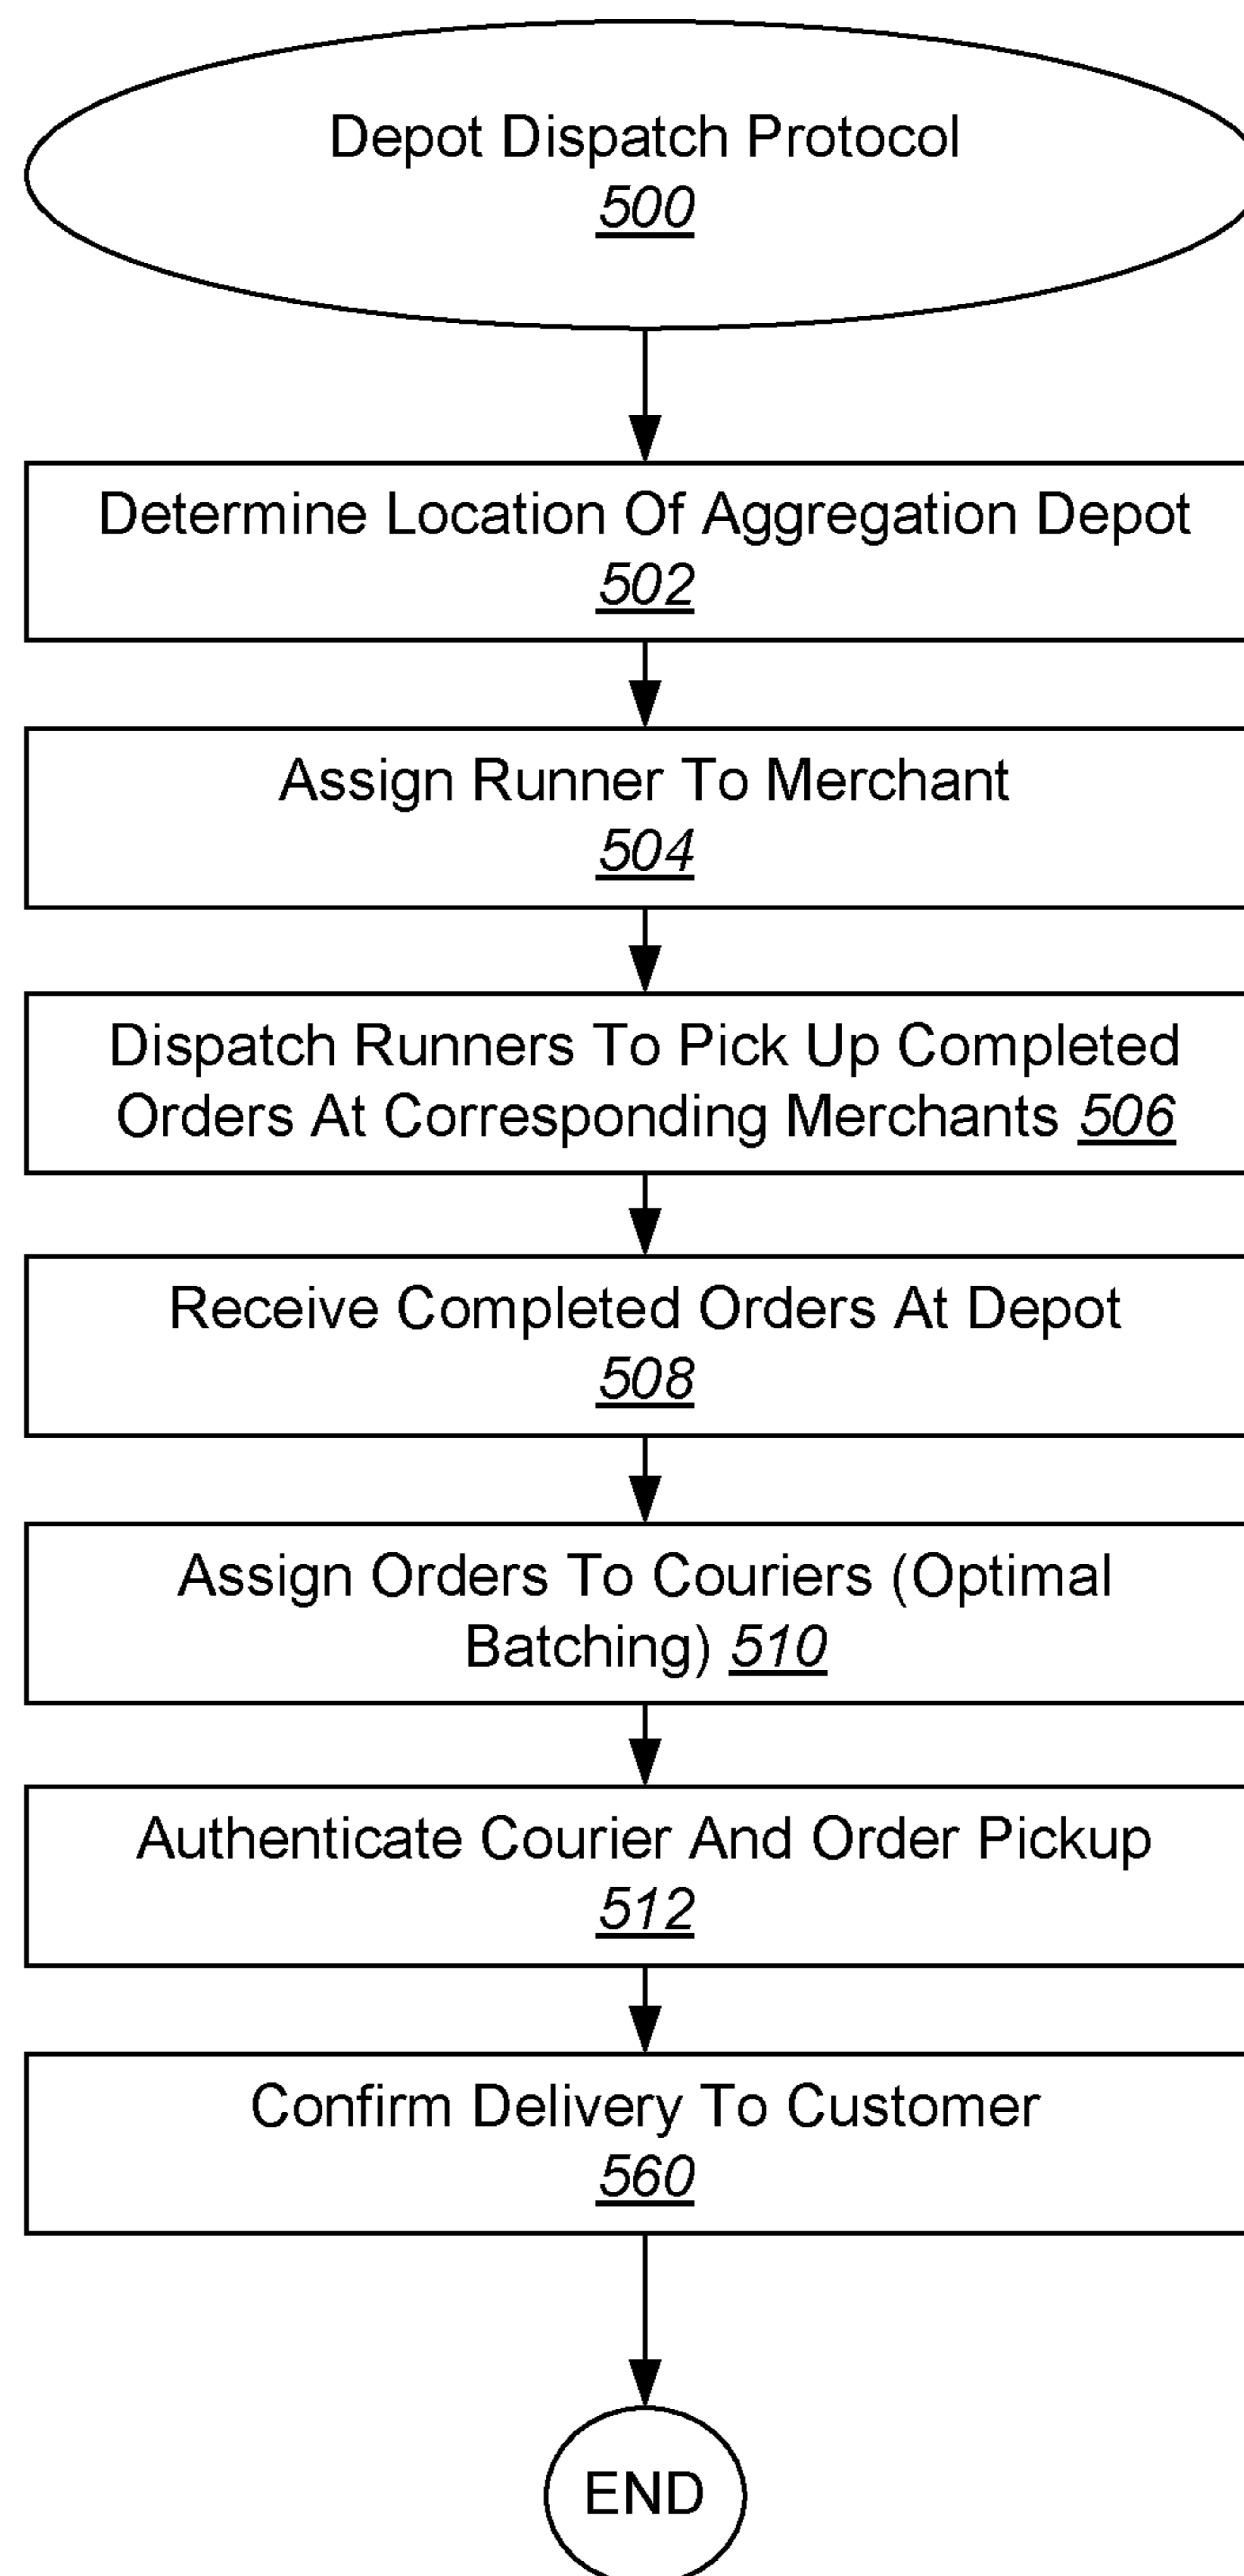 Depot Dispatch Protocol
500
Determine Location Of Aggregation Depot
502
Assign Runner To Merchant
504
Dispatch Runners To Pick Up Completed
Orders At Corresponding Merchants 506
Receive Completed Orders At Depot
508
Assign Orders To Couriers (Optimal
Batching) 510
Authenticate Courier And Order Pickup
512
Confirm Delivery To Customer
560
END